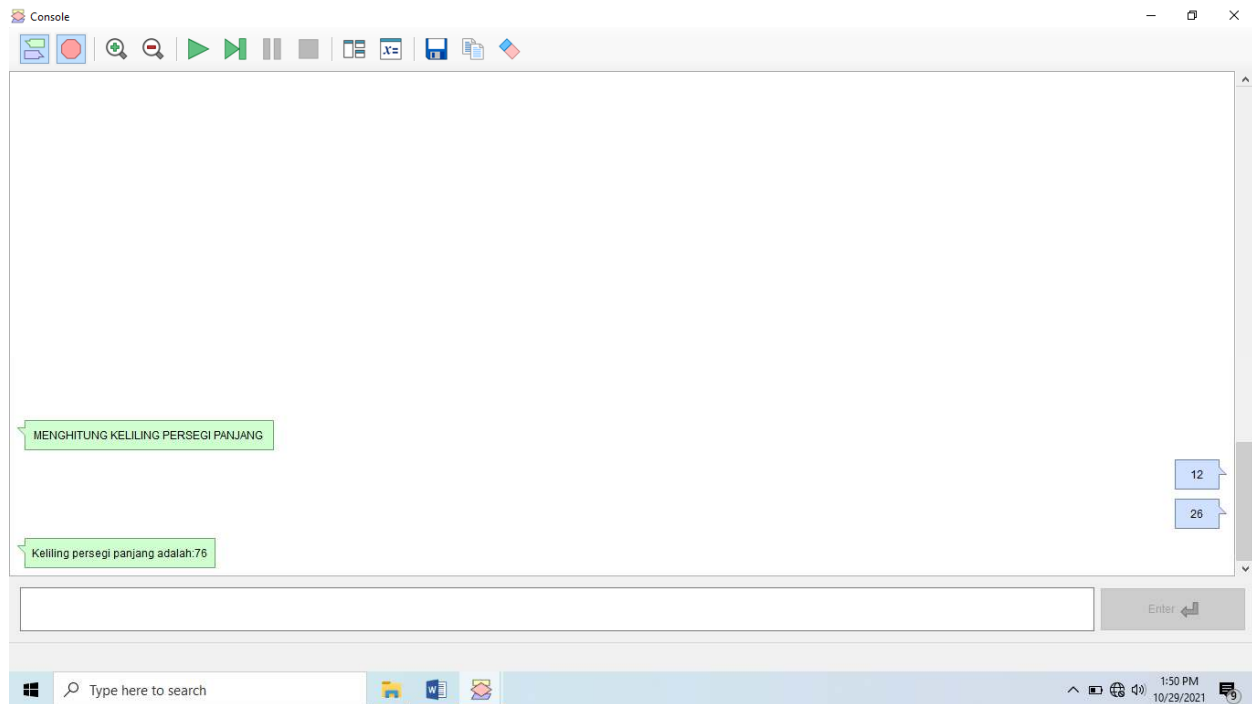 Console
x=
MENGHITUNG KELILING PERSEGI PANJANG
12
26
Keliling persegi panjang adalah:76
Enter
Type here to search
W
1:50 PM
10/29/2021
9